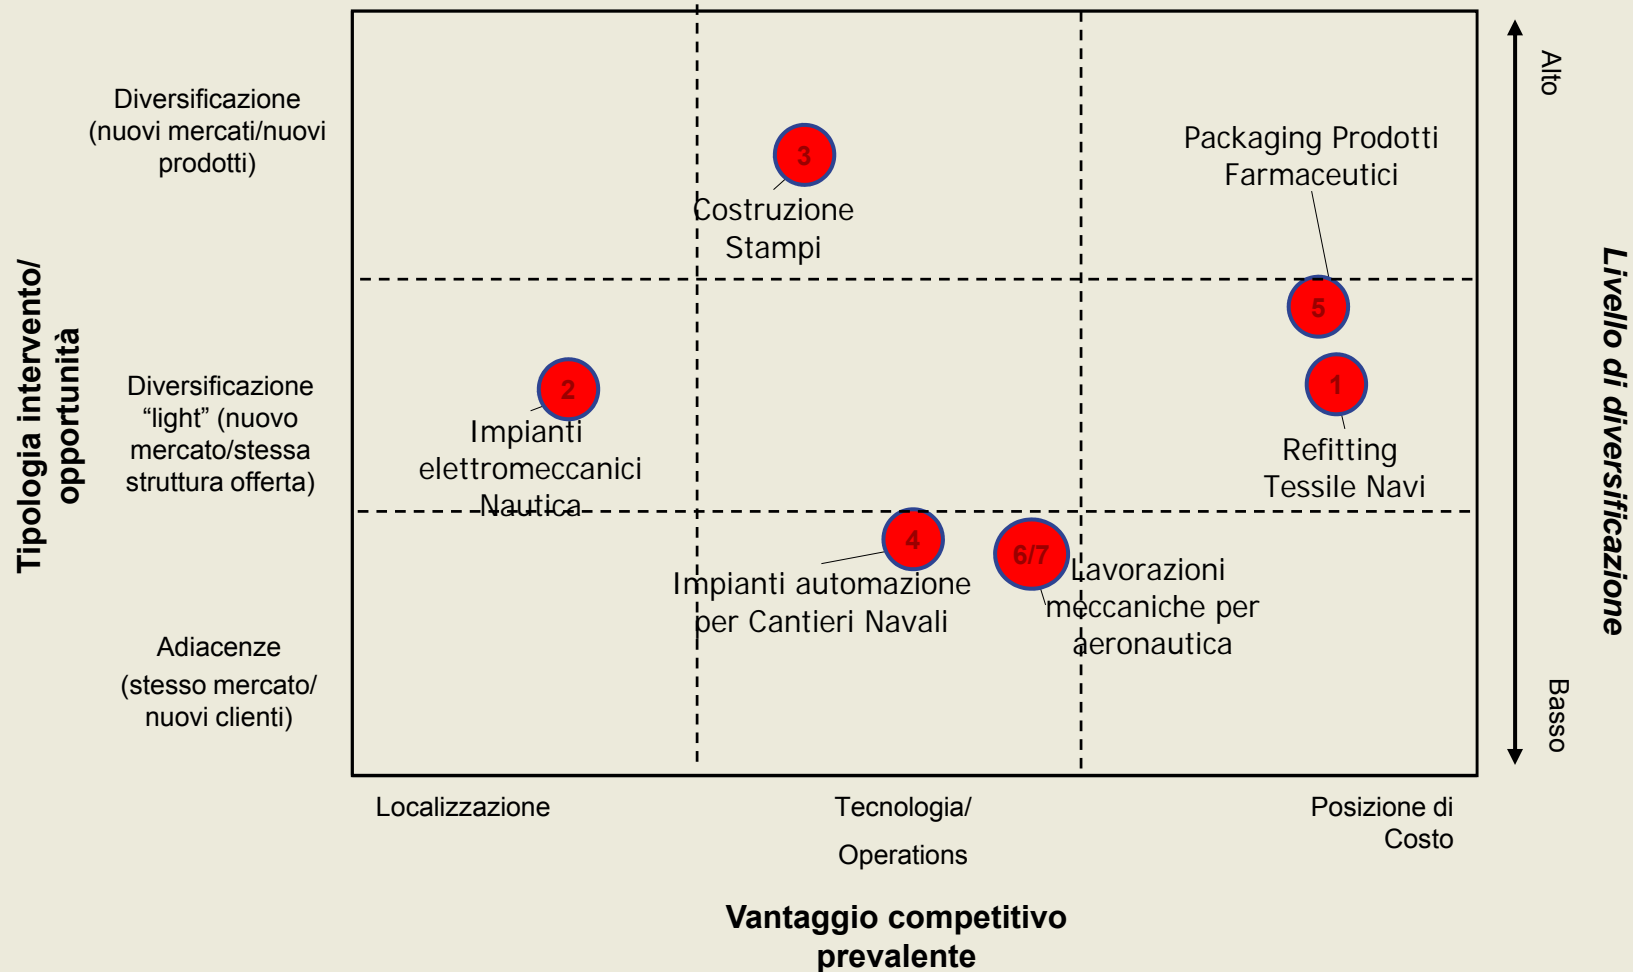 Diversificazione
(nuovi mercati/nuovi
prodotti)
Alto
3
Packaging Prodotti
Farmaceutici
Costruzione
Stampi
Tipologia intervento/
opportunità
Livello di diversificazione
5
Diversificazione
“light” (nuovo
mercato/stessa
struttura offerta)
2
1
Impianti
elettromeccanici
Nautica
Refitting
Tessile Navi
4
6/7
Impianti automazione
per Cantieri Navali
Lavorazioni
meccaniche per
aeronautica
Adiacenze
(stesso mercato/
nuovi clienti)
Basso
Localizzazione
Tecnologia/
Operations
Posizione di
Costo
Vantaggio competitivo
prevalente